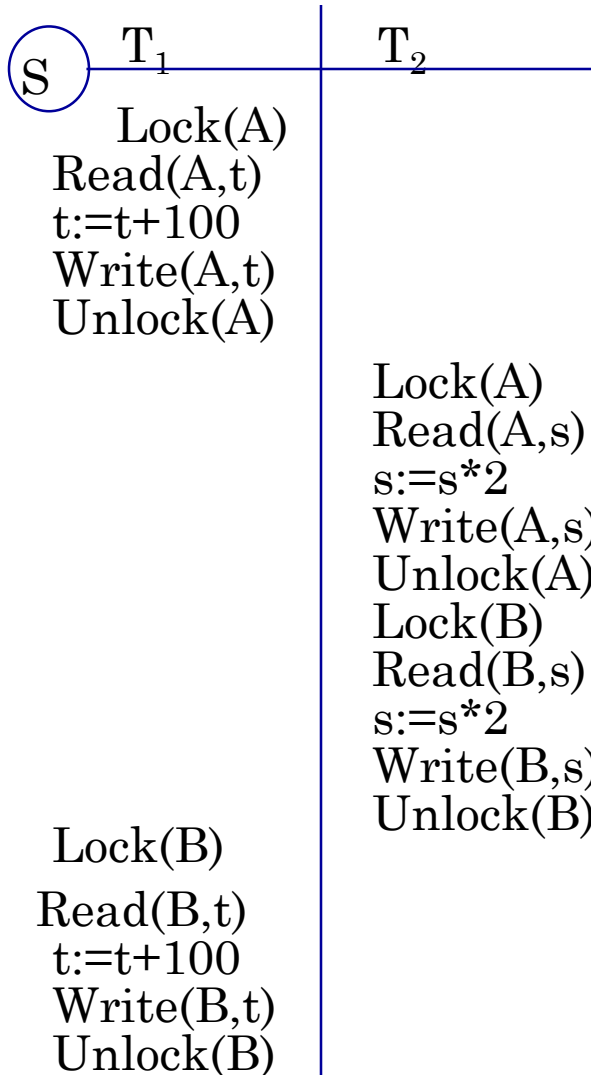 S T₁ T₂
Lock(A)
Read(A,t)
t:=t+100
Write(A,t)
Unlock(A)
Lock(A)
Read(A,s)
s:=s*2
Write(A,s)
Unlock(A)
Lock(B)
Read(B,s)
s:=s*2
Write(B,s)
Unlock(B)
Lock(B)
Read(B,t)
t:=t+100
Write(B,t)
Unlock(B)